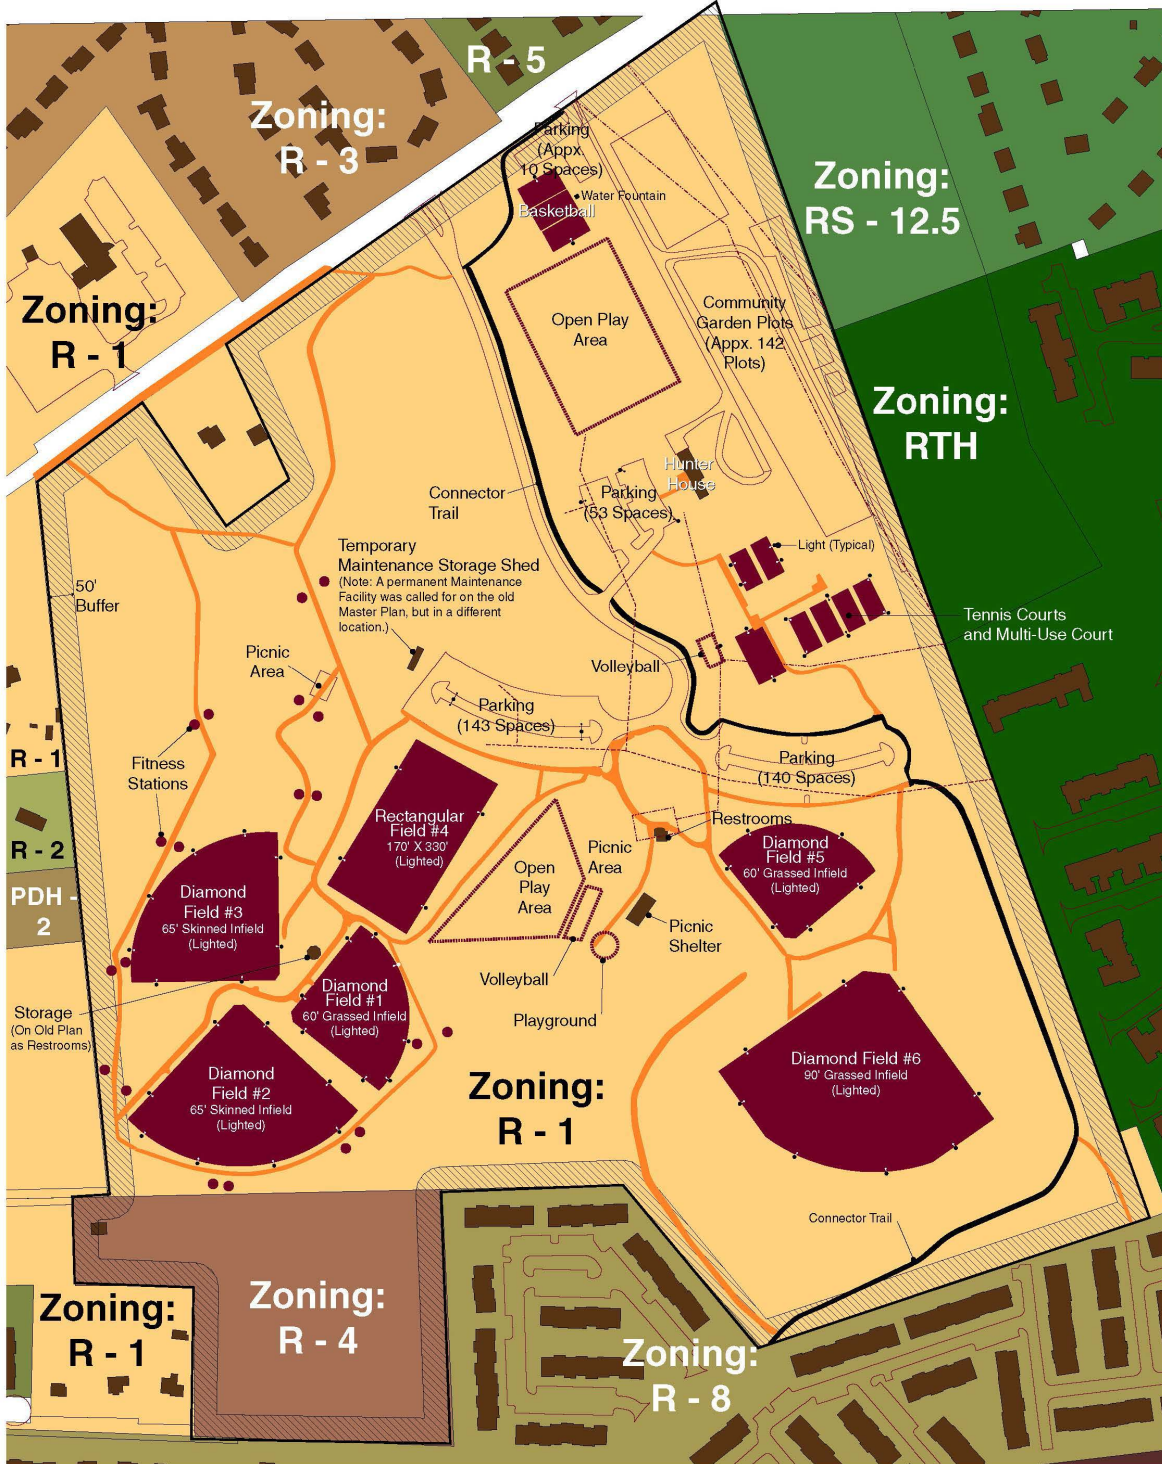 R - 5
Zoning:
R - 3
Parking
(Appx.
10 Spaces)
Water Fountain
Basketball
Zoning:
RS - 12.5
Zoning:
R - 1
Open Play
Area
Community
Garden Plots
(Appx. 142
Plots)
Zoning:
RTH
Hunter
House
Connector
Trail
Parking
(53 Spaces)
Light (Typical)
Temporary
Maintenance Storage Shed
(Note: A permanent Maintenance
Facility was called for on the old
Master Plan, but in a different
location.)
50'
Buffer
Tennis Courts
and Multi-Use Court
Picnic
Area
Volleyball
Parking
(143 Spaces)
R - 1
Fitness
Stations
Parking
(140 Spaces)
Rectangular
Field #4
170' X 330'
(Lighted)
Restrooms
R - 2
Picnic
Area
Diamond
Field #5
60' Grassed Infield
(Lighted)
Open
Play
Area
PDH -
2
Diamond
Field #3
65' Skinned Infield
(Lighted)
Picnic
Shelter
Volleyball
Diamond
Field #1
60' Grassed Infield
(Lighted)
Storage
(On Old Plan
as Restrooms)
Playground
Diamond
Field #2
65' Skinned Infield
(Lighted)
Diamond Field #6
90' Grassed Infield
(Lighted)
Zoning:
R - 1
Connector Trail
Zoning:
R - 1
Zoning:
R - 4
Zoning:
R - 8